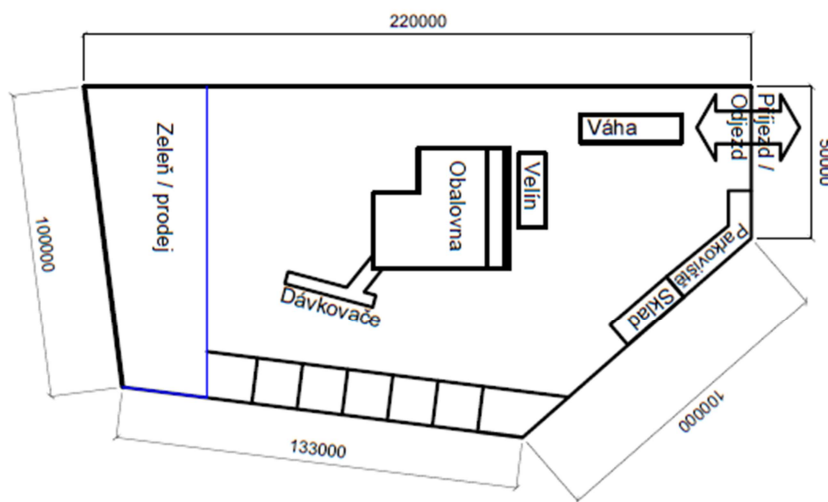 220000
Příjezd /
Odjezd
50000
Váha
Zeleň / prodej
Obalovna
Velín
100000
Parkoviště
Sklad
Dávkovače
100000
133000